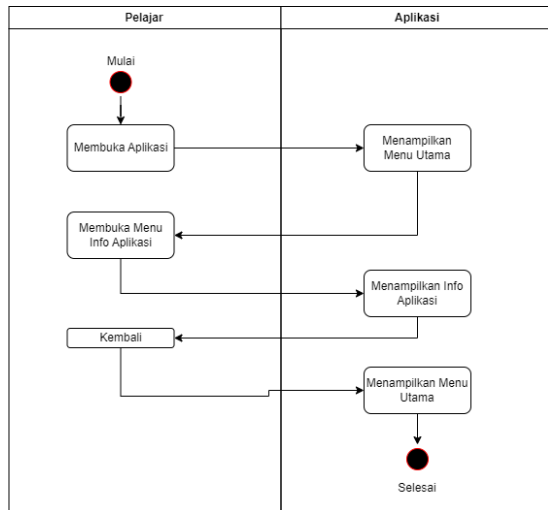 Pelajar
Aplikasi
Mulai
Membuka Aplikasi
Menampilkan
Menu Utama
Membuka Menu
Info Aplikasi
Menampilkan Info
Aplikasi
Kembali
Menampilkan Menu
Utama
Selesai